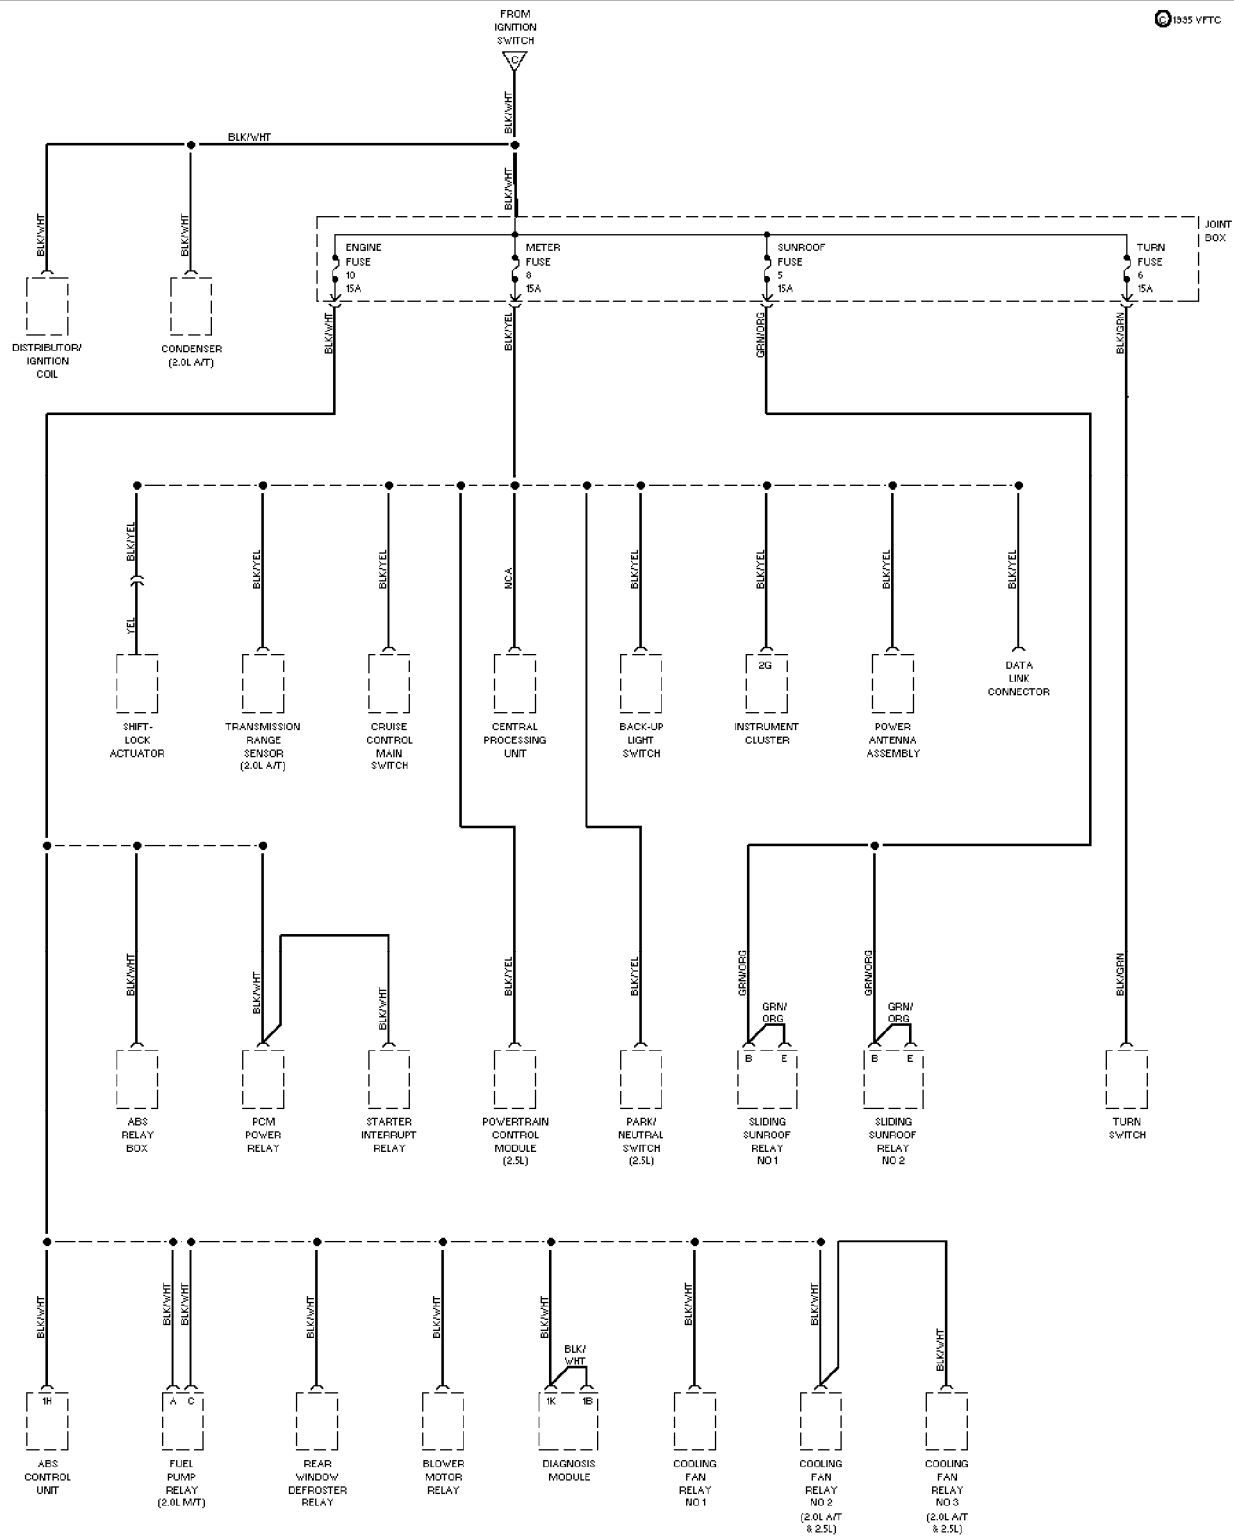 FROM
IGNITION
SWITCH
C
© 1995 VFTC
BLK/WHT
BLK/WHT
BLK/WHT
BLK/WHT
BLK/WHT
JOINT
BOX
ENGINE
FUSE
10
15A
METER
FUSE
8
15A
SUNROOF
FUSE
5
15A
TURN
FUSE
6
15A
DISTRIBUTOR/
IGNITION
COIL
CONDENSER
(2.0L A/T)
BLK/WHT
BLK/YEL
GRN/ORG
BLK/GRN
BLK/YEL
YEL
BLK/YEL
BLK/YEL
NCA
BLK/YEL
BLK/YEL
BLK/YEL
BLK/YEL
2G
SHIFT-
LOCK
ACTUATOR
TRANSMISSION
RANGE
SENSOR
(2.0L A/T)
CRUISE
CONTROL
MAIN
SWITCH
CENTRAL
PROCESSING
UNIT
BACK-UP
LIGHT
SWITCH
INSTRUMENT
CLUSTER
POWER
ANTENNA
ASSEMBLY
DATA
LINK
CONNECTOR
BLK/WHT
BLK/WHT
BLK/WHT
BLK/YEL
BLK/YEL
GRN/ORG
GRN/
ORG
GRN/ORG
GRN/
ORG
BLK/GRN
B
E
B
E
ABS
RELAY
BOX
PCM
POWER
RELAY
STARTER
INTERRUPT
RELAY
POWERTRAIN
CONTROL
MODULE
(2.5L)
PARK/
NEUTRAL
SWITCH
(2.5L)
SLIDING
SUNROOF
RELAY
NO 1
SLIDING
SUNROOF
RELAY
NO 2
TURN
SWITCH
BLK/WHT
BLK/WHT
BLK/WHT
BLK/WHT
BLK/WHT
BLK/WHT
BLK/
WHT
BLK/WHT
BLK/WHT
BLK/WHT
1H
A
C
1K
1B
ABS
CONTROL
UNIT
FUEL
PUMP
RELAY
(2.0L M/T)
REAR
WINDOW
DEFROSTER
RELAY
BLOWER
MOTOR
RELAY
DIAGNOSIS
MODULE
COOLING
FAN
RELAY
NO 1
COOLING
FAN
RELAY
NO 2
(2.0L A/T
& 2.5L)
COOLING
FAN
RELAY
NO 3
(2.0L A/T
& 2.5L)